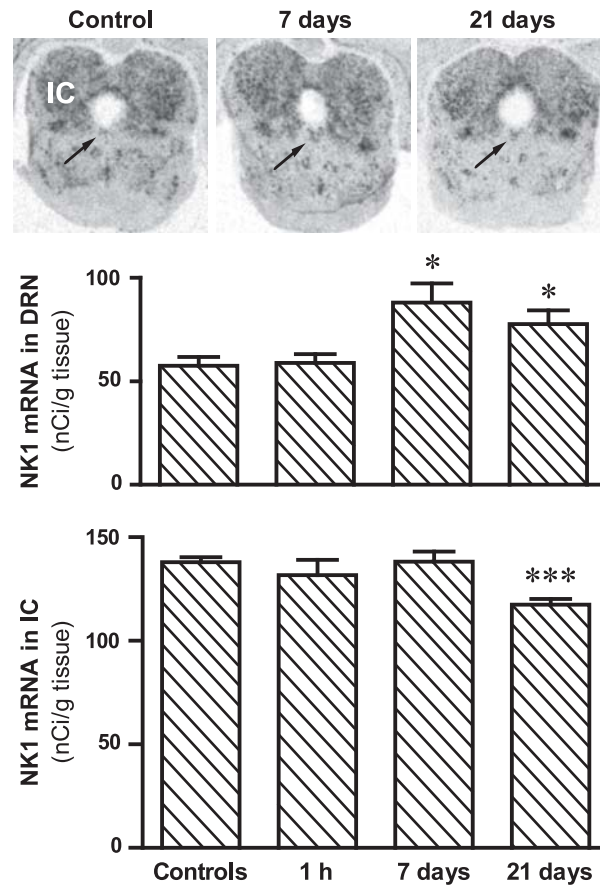 Control 7 days 21 days
IC
NK1 mRNA in DRN
(nCi/g tissue)
100
50
0
*
*
NK1 mRNA in IC
(nCi/g tissue)
150
100
50
0
***
Controls 1 h 7 days 21 days